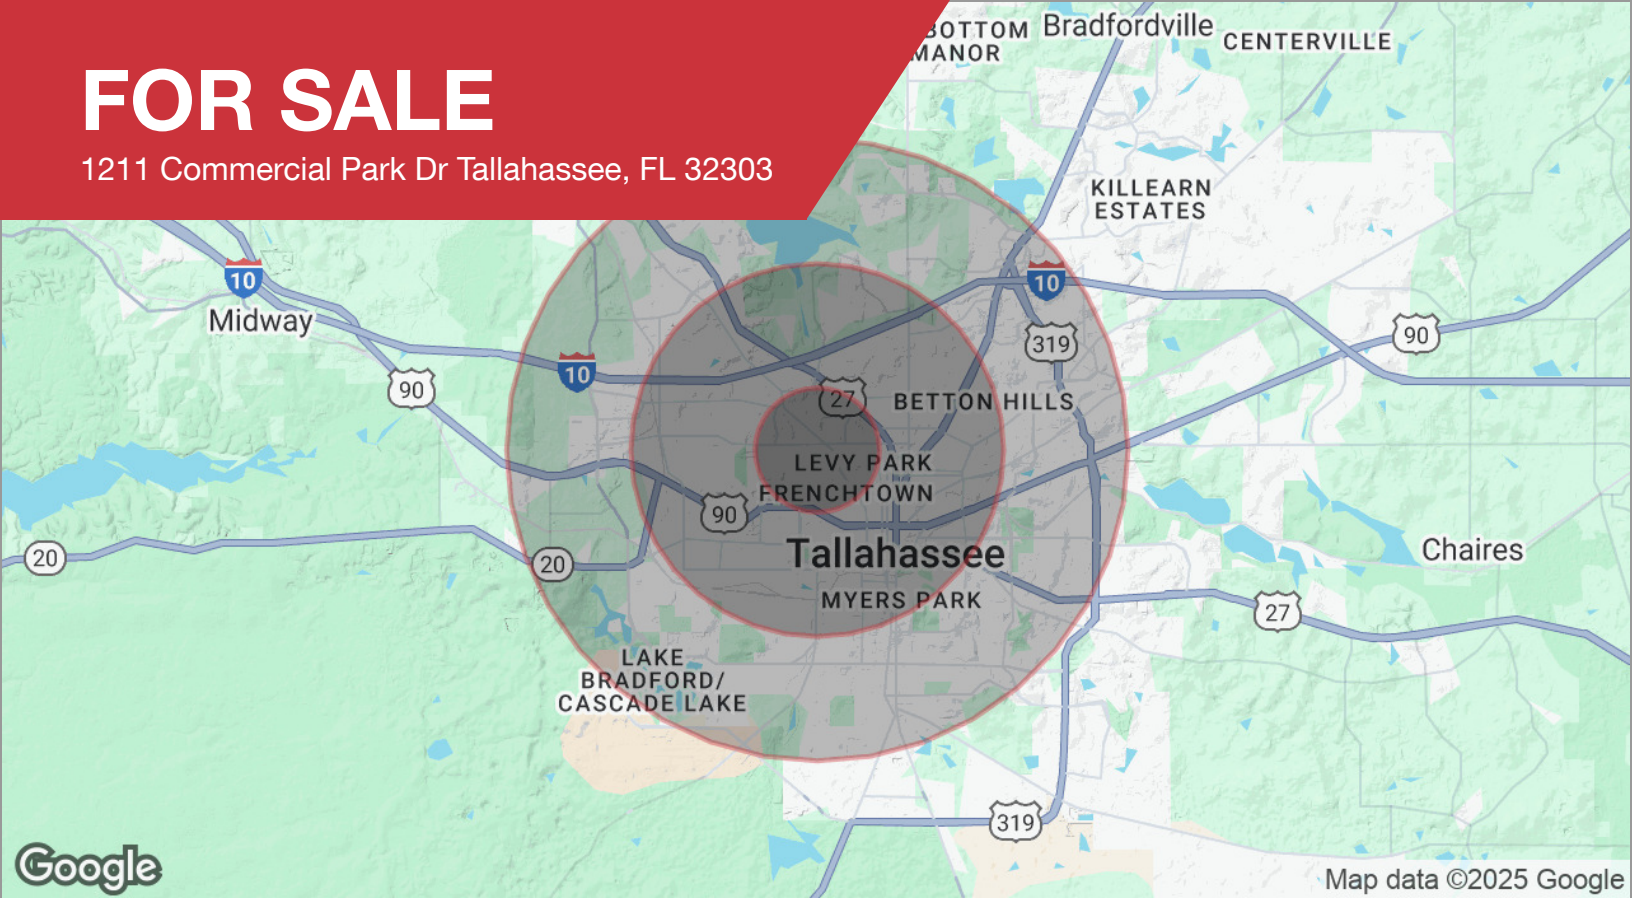 FOR SALE
1211 Commercial Park Dr Tallahassee, FL 32303
BOTTOM
MANOR
Bradfordville
CENTERVILLE
KILLEARN
ESTATES
10
Midway
10
319
90
10
90
27
BETTON HILLS
LEVY PARK
FRENCHTOWN
90
Tallahassee
20
20
Chaires
MYERS PARK
27
LAKE
BRADFORD/
CASCADE LAKE
319
Google
Map data ©2025 Google